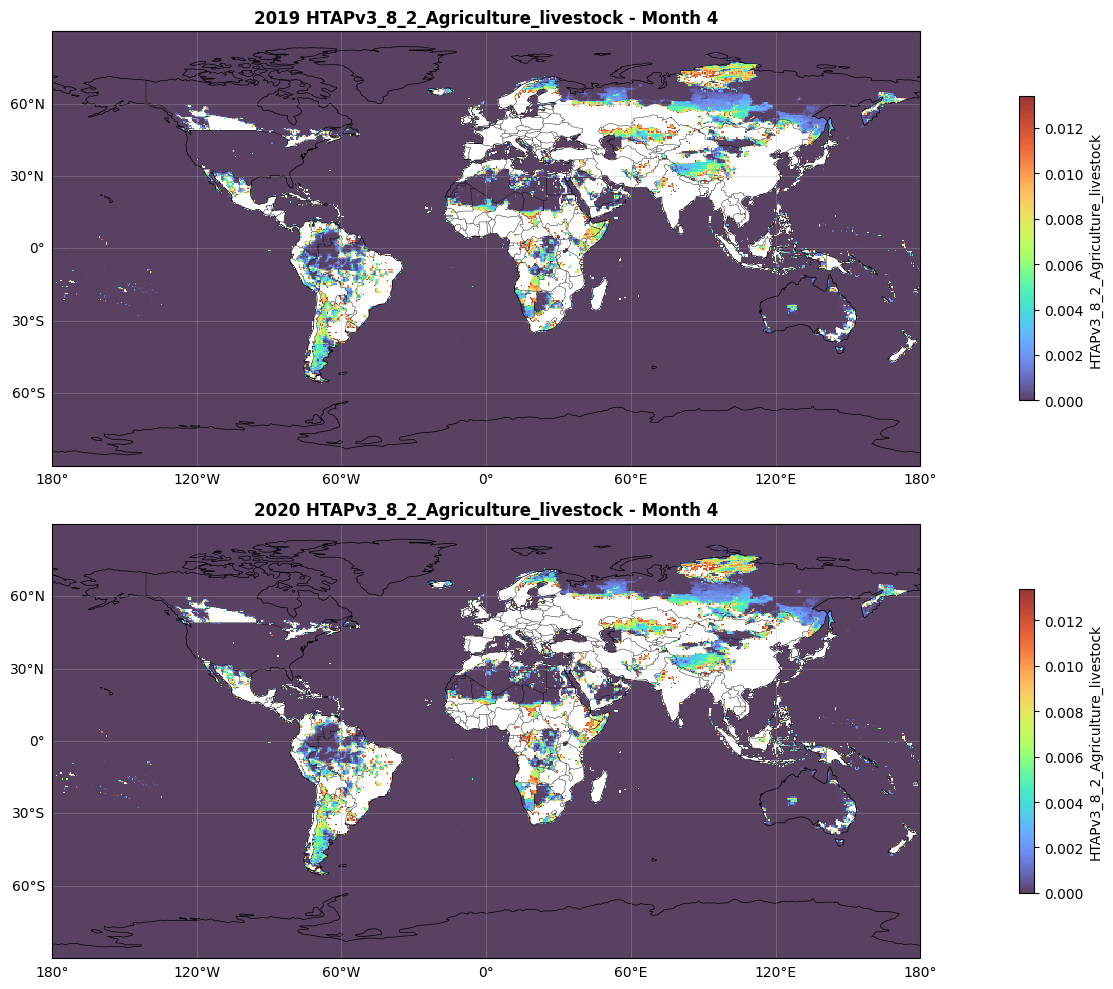 2019 HTAPv3_8_2_Agriculture_livestock - Month 4
60°N
30°N
0°
30°S
60°S
180°
120°W
60°W
0°
60°E
120°E
180°
0.012
0.010
0.008
0.006
0.004
0.002
0.000
HTAPv3_8_2_Agriculture_livestock
2020 HTAPv3_8_2_Agriculture_livestock - Month 4
60°N
30°N
0°
30°S
60°S
180°
120°W
60°W
0°
60°E
120°E
180°
0.012
0.010
0.008
0.006
0.004
0.002
0.000
HTAPv3_8_2_Agriculture_livestock